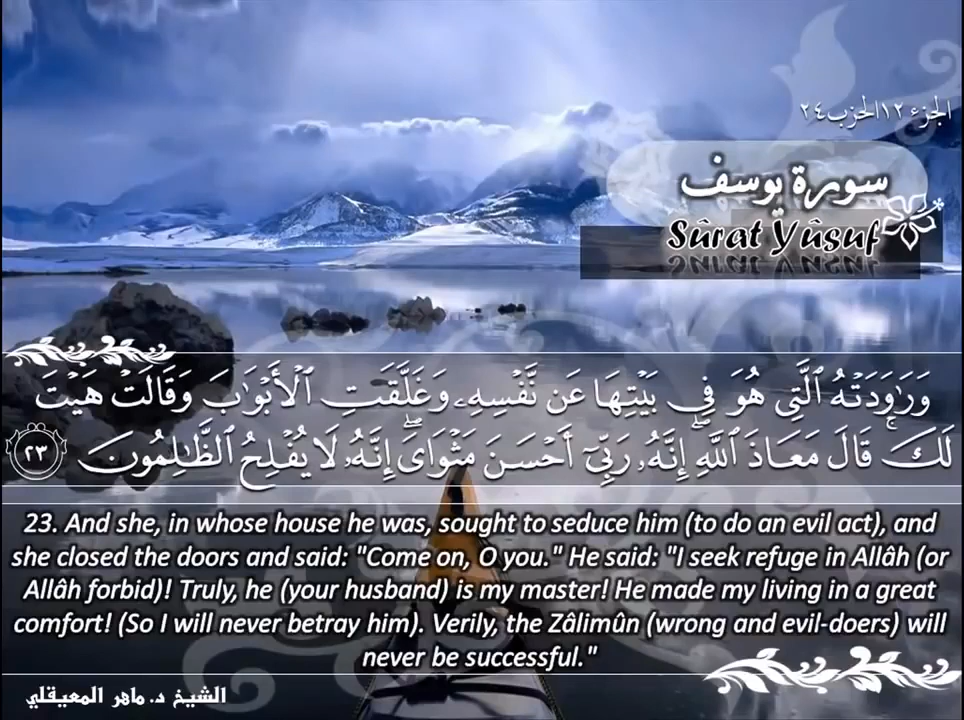 الجزء ١٢ الحزب ٢٤
سورة يوسف
Sûrat Yûsuf
وَرَٰوَدَتْهُ ٱلَّتِى هُوَ فِى بَيْتِهَا عَن نَّفْسِهِۦ وَغَلَّقَتِ ٱلْأَبْوَٰبَ وَقَالَتْ هَيْتَ
لَكَ ۚ قَالَ مَعَاذَ ٱللَّهِ ۖ إِنَّهُۥ رَبِّىٓ أَحْسَنَ مَثْوَاىَ ۖ إِنَّهُۥ لَا يُفْلِحُ ٱلظَّٰلِمُونَ ٢٣
23. And she, in whose house he was, sought to seduce him (to do an evil act), and
she closed the doors and said: "Come on, O you." He said: "I seek refuge in Allâh (or
Allâh forbid)! Truly, he (your husband) is my master! He made my living in a great
comfort! (So I will never betray him). Verily, the Zâlimûn (wrong and evil-doers) will
never be successful."
الشيخ د. ماهر المعيقلي